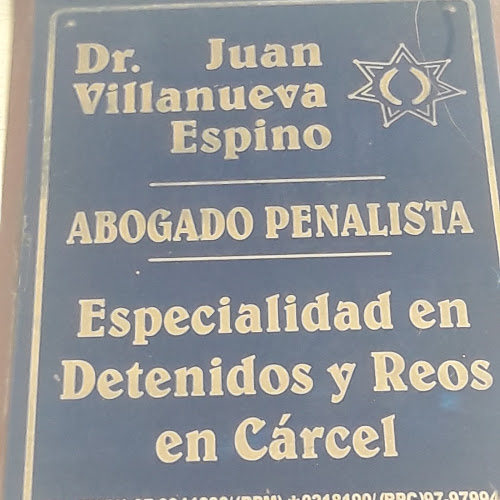 Dr. Juan
Villanueva
Espino
ABOGADO PENALISTA
Especialidad en
Detenidos y Reos
en Cárcel